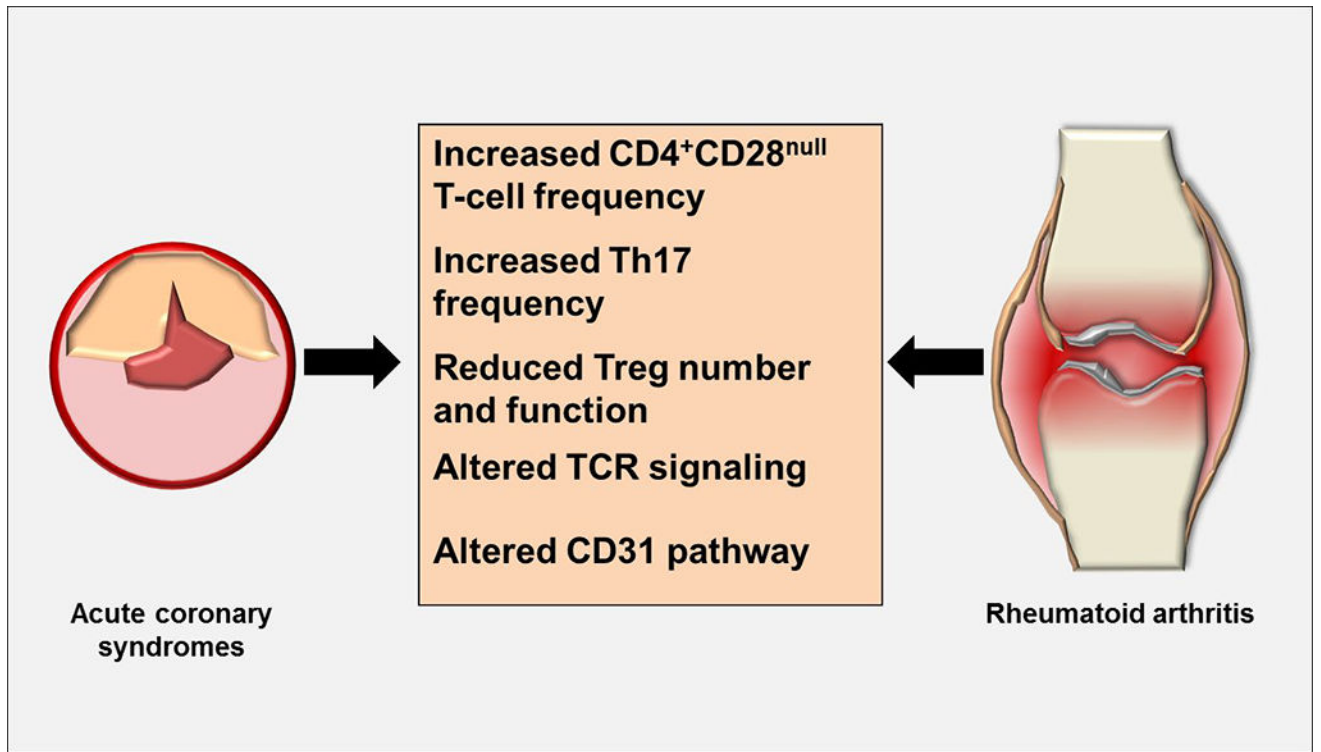 Increased CD4⁺CD28ⁿᵘˡˡ
T-cell frequency
Increased Th17
frequency
Reduced Treg number
and function
Altered TCR signaling
Altered CD31 pathway
Acute coronary
syndromes
Rheumatoid arthritis